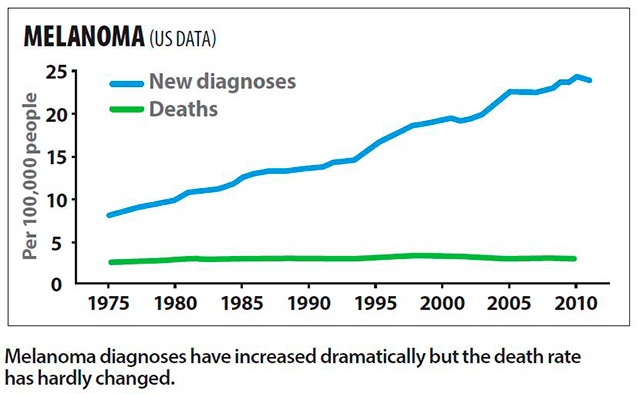 MELANOMA (US DATA)
25
20
15
10
5
0
Per 100,000 people
New diagnoses
Deaths
1975 1980 1985 1990 1995 2000 2005 2010
Melanoma diagnoses have increased dramatically but the death rate
has hardly changed.